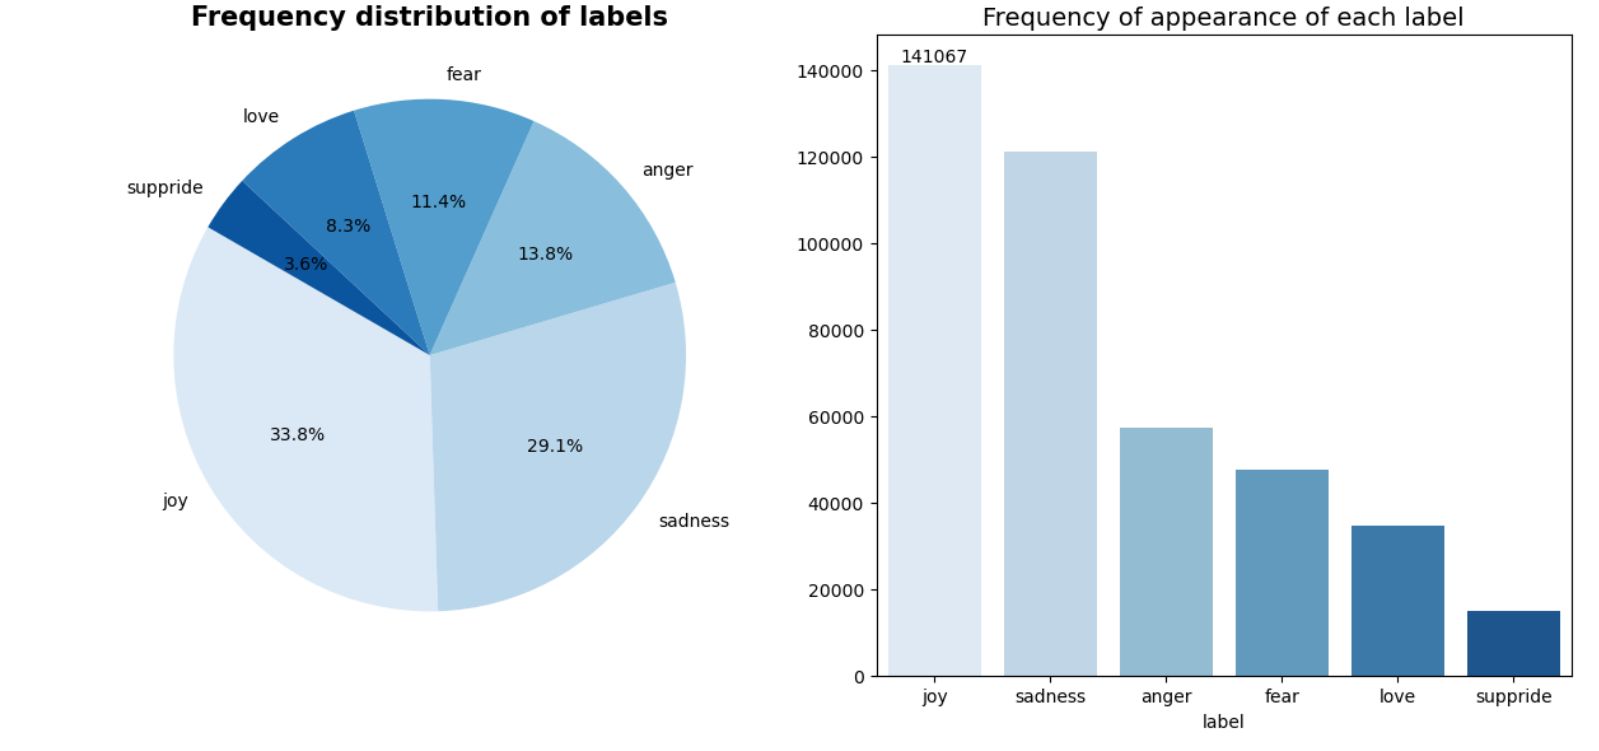 Frequency distribution of labels
fear
love
anger
suppride
11.4%
8.3%
13.8%
3.6%
33.8%
29.1%
joy
sadness
Frequency of appearance of each label
141067
140000
120000
100000
80000
60000
40000
20000
0
joy sadness anger fear love suppride
label